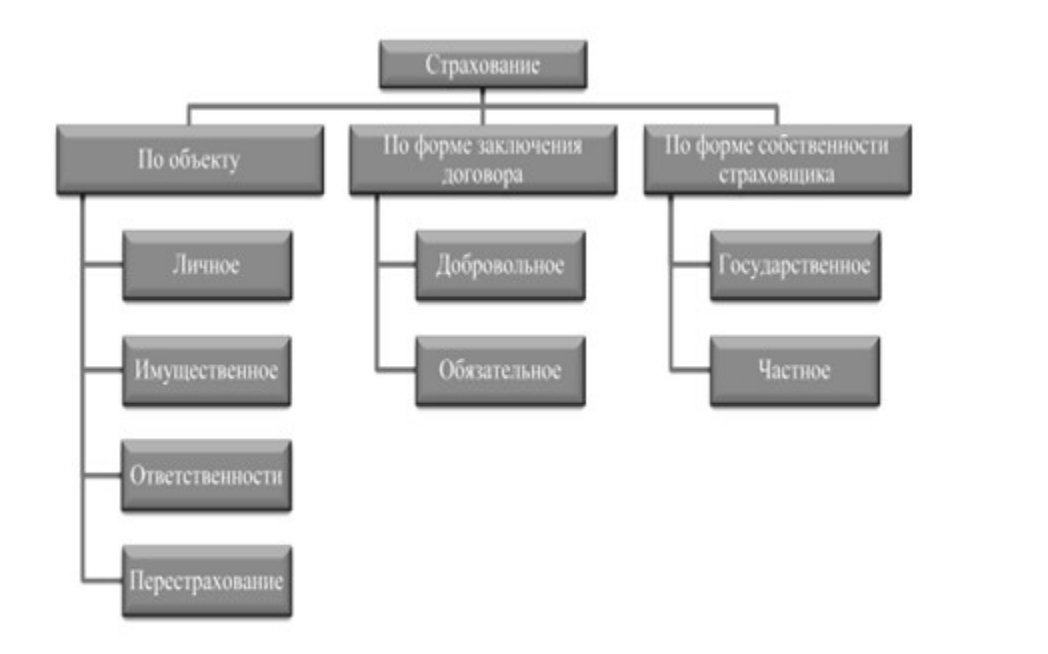 Страхование
По объекту
Личное
Имущественное
Ответственности
Перестрахование
По форме заключения
договора
Добровольное
Обязательное
По форме собственности
страховщика
Государственное
Частное